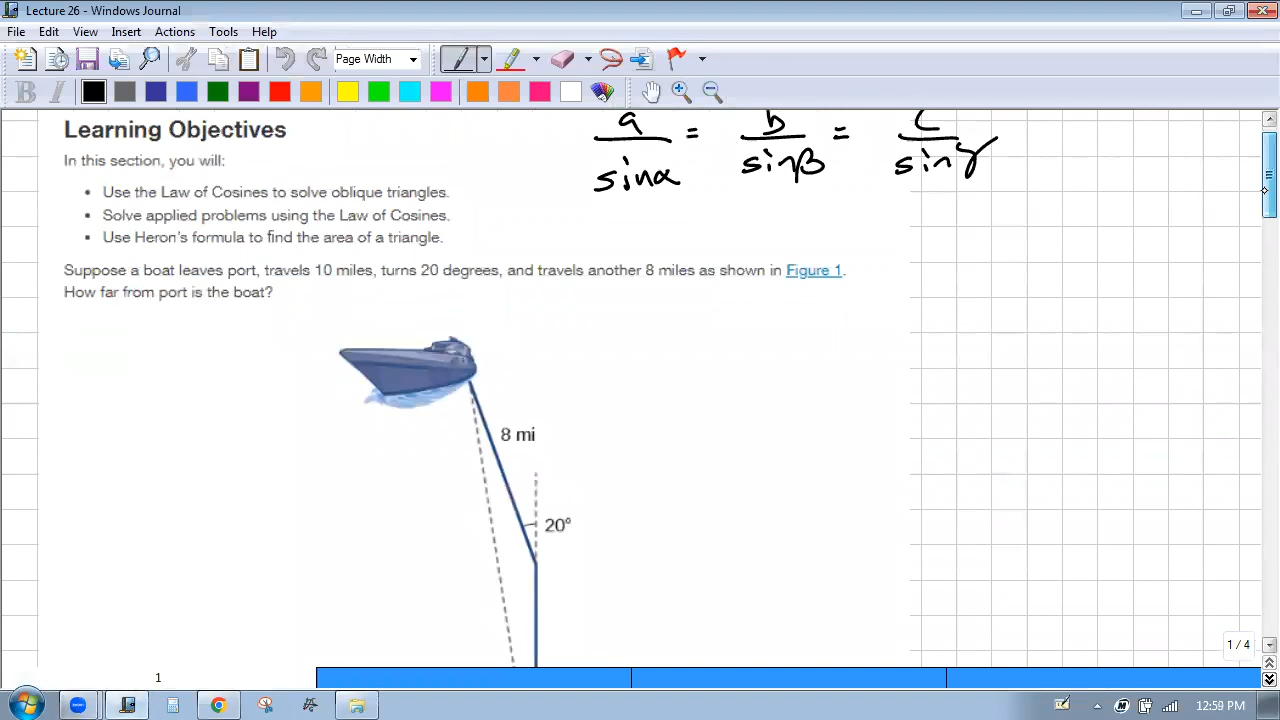 Lecture 26 - Windows Journal
File Edit View Insert Actions Tools Help
Page Width
B I
Learning Objectives
In this section, you will:
• Use the Law of Cosines to solve oblique triangles.
• Solve applied problems using the Law of Cosines.
• Use Heron's formula to find the area of a triangle.
Suppose a boat leaves port, travels 10 miles, turns 20 degrees, and travels another 8 miles as shown in Figure 1.
How far from port is the boat?
a = b = c
sinα sinβ sinγ
8 mi
20°
1 / 4
1
12:59 PM